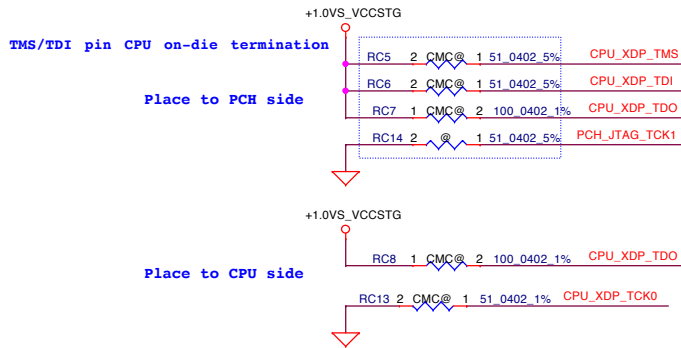 +1.0VS_VCCSTG
TMS/TDI pin CPU on-die termination
RC5 2 CMC@ 1 51_0402_5% CPU_XDP_TMS
RC6 2 CMC@ 1 51_0402_5% CPU_XDP_TDI
Place to PCH side
RC7 1 CMC@ 2 100_0402_1% CPU_XDP_TDO
RC14 2 @ 1 51_0402_5% PCH_JTAG_TCK1
+1.0VS_VCCSTG
RC8 1 CMC@ 2 100_0402_1% CPU_XDP_TDO
Place to CPU side
RC13 2 CMC@ 1 51_0402_1% CPU_XDP_TCK0